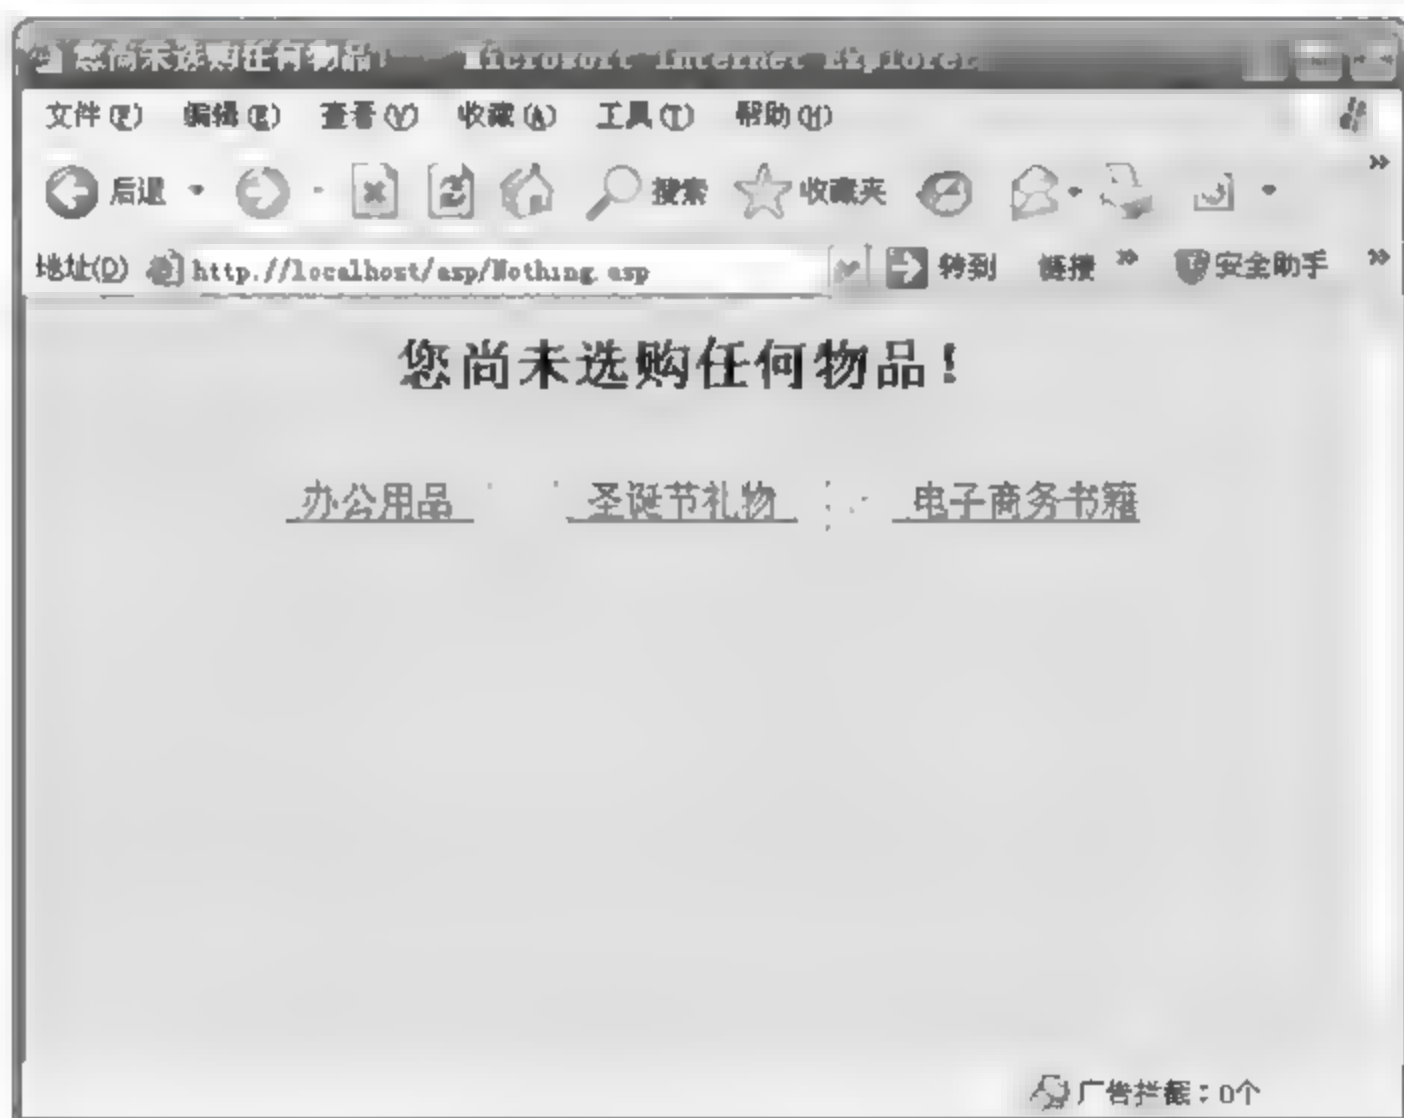 您尚未选购任何物品! Microsoft Internet Explorer
文件(F) 编辑(E) 查看(V) 收藏(A) 工具(T) 帮助(H)
后退 搜索 收藏夹
地址(D) http://localhost/asp/Nothing.asp 转到 链接 安全助手
您尚未选购任何物品!
办公用品 圣诞节礼物 电子商务书籍
广告拦截:0个